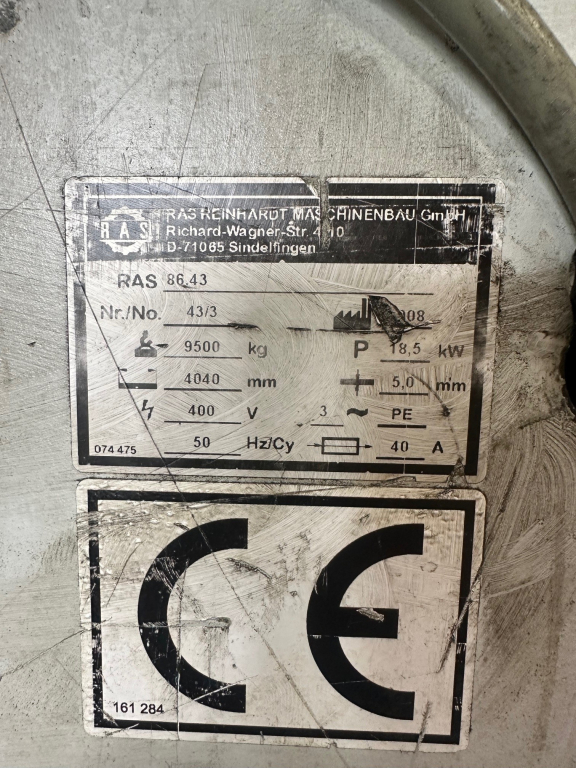 RAS
RAS REINHARDT MASCHINENBAU GmbH
Richard-Wagner-Str. 4-10
D-71065 Sindelfingen
RAS 86.43
Nr./No. 43/3
9500 kg P 18,5 kW
4040 mm 5,0 mm
400 V 3 ~ PE
50 Hz/Cy 40 A
074 475
CE
161 284